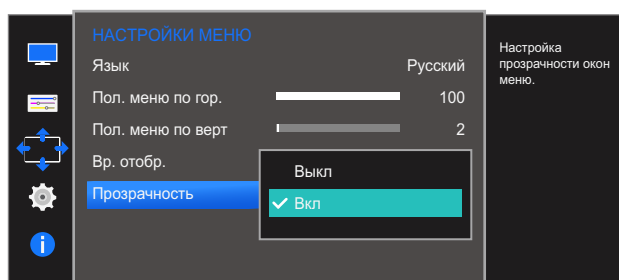 НАСТРОЙКИ МЕНЮ
Язык Русский
Пол. меню по гор. 100
Пол. меню по верт 2
Вр. отобр.
Прозрачность
Выкл
Вкл
Настройка
прозрачности окон
меню.